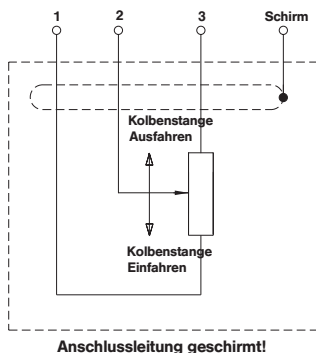 1 2 3 Schirm
Kolbenstange
Ausfahren
Kolbenstange
Einfahren
Anschlussleitung geschirmt!